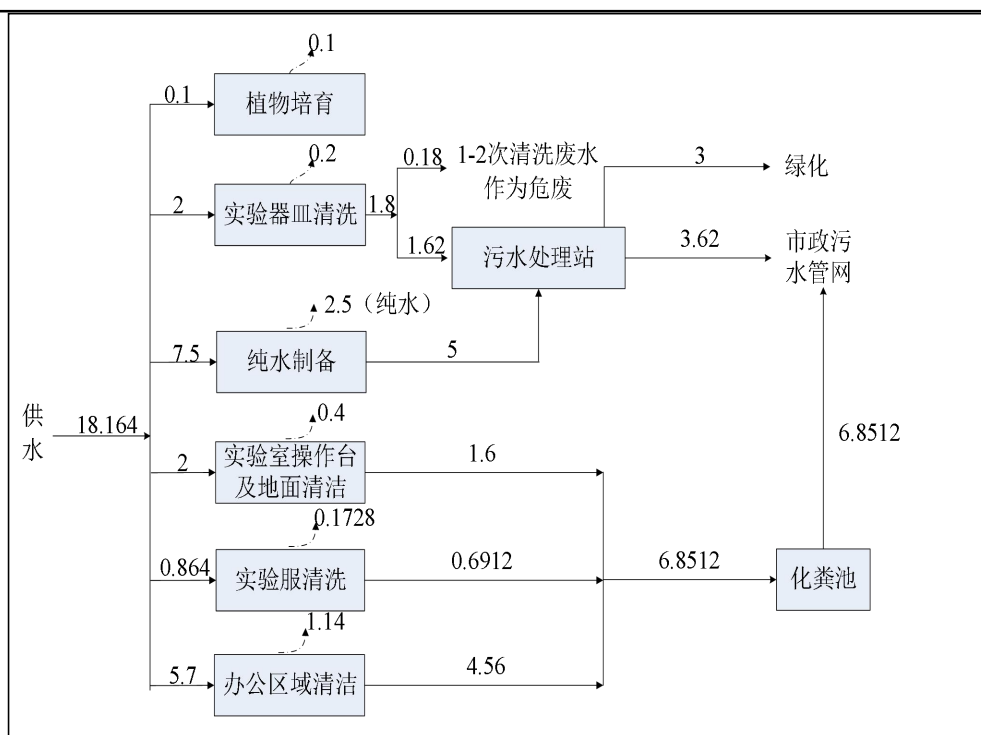 0.1
0.1
植物培育
0.2
2
实验器皿清洗
1.8
0.18
1-2次清洗废水
作为危废
1.62
污水处理站
3
绿化
3.62
市政污
水管网
2.5（纯水）
7.5
纯水制备
5
供
水
18.164
0.4
2
实验室操作台
及地面清洁
1.6
0.1728
0.864
实验服清洗
0.6912
6.8512
化粪池
6.8512
1.14
5.7
办公区域清洁
4.56